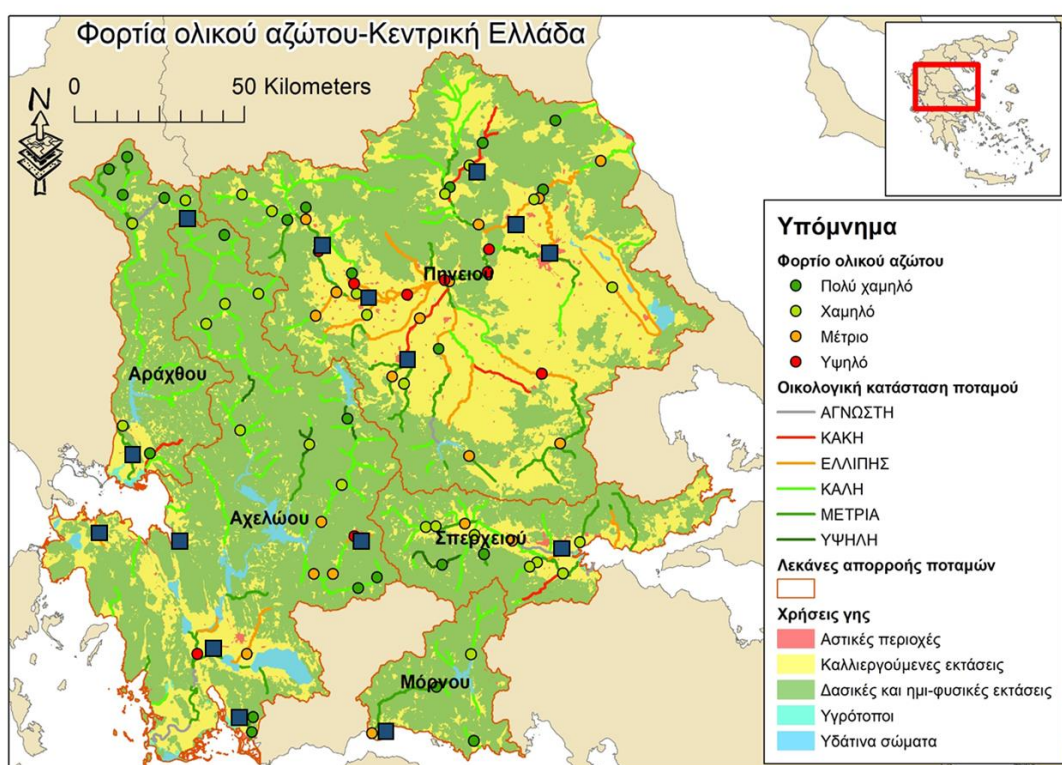 Φορτία ολικού αζώτου-Κεντρική Ελλάδα
0 50 Kilometers
N
Πηνειού
Αράχθου
Αχελώου
Σπερχειού
Μόρνου
Υπόμνημα
Φορτίο ολικού αζώτου
Πολύ χαμηλό
Χαμηλό
Μέτριο
Υψηλό
Οικολογική κατάσταση ποταμού
ΑΓΝΩΣΤΗ
ΚΑΚΗ
ΕΛΛΙΠΗΣ
ΚΑΛΗ
ΜΕΤΡΙΑ
ΥΨΗΛΗ
Λεκάνες απορροής ποταμών
Χρήσεις γης
Αστικές περιοχές
Καλλιεργούμενες εκτάσεις
Δασικές και ημι-φυσικές εκτάσεις
Υγρότοποι
Υδάτινα σώματα